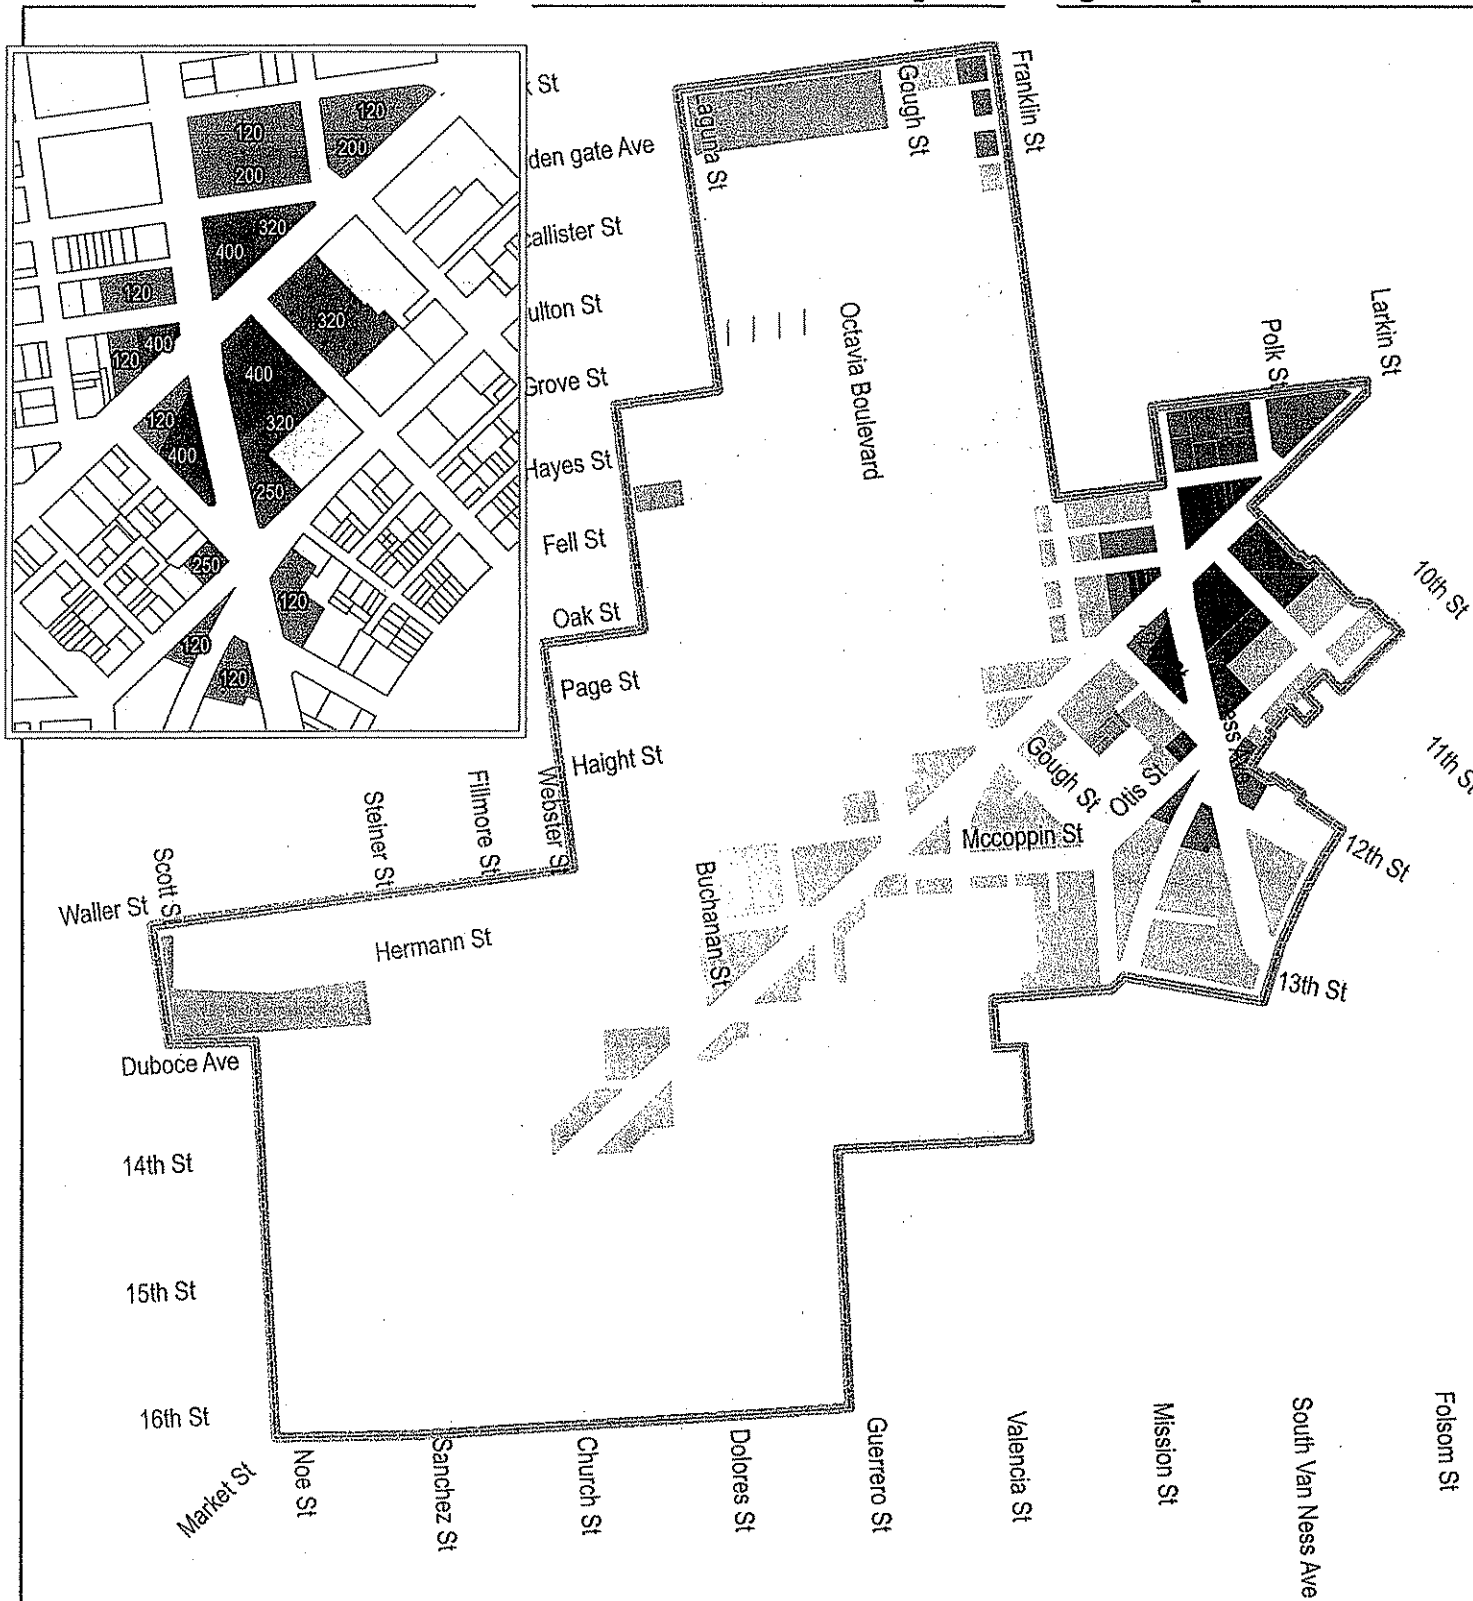 120
120
200
200
320
400
120
320
400
120
400
120
320
400
250
250
120
120
120
k St
den gate Ave
callister St
ulton St
Grove St
Hayes St
Fell St
Oak St
Page St
Haight St
Laguna St
Gough St
Franklin St
Octavia Boulevard
Polk St
Larkin St
10th St
11th St
12th St
13th St
Gough St
Otis St
Mccoppin St
Webster St
Fillmore St
Steiner St
Scott St
Waller St
Hermann St
Buchanan St
Duboce Ave
14th St
15th St
16th St
Market St
Noe St
Sanchez St
Church St
Dolores St
Guerrero St
Valencia St
Mission St
South Van Ness Ave
Folsom St